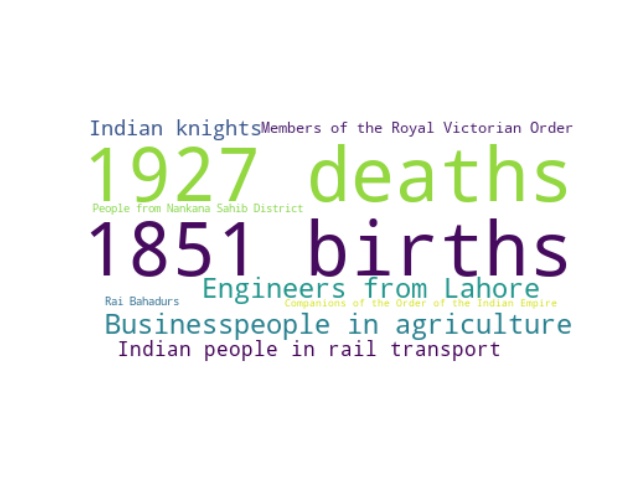 Indian knights Members of the Royal Victorian Order
1927 deaths
People from Nankana Sahib District
1851 births
Engineers from Lahore
Rai Bahadurs Companions of the Order of the Indian Empire
Businesspeople in agriculture
Indian people in rail transport